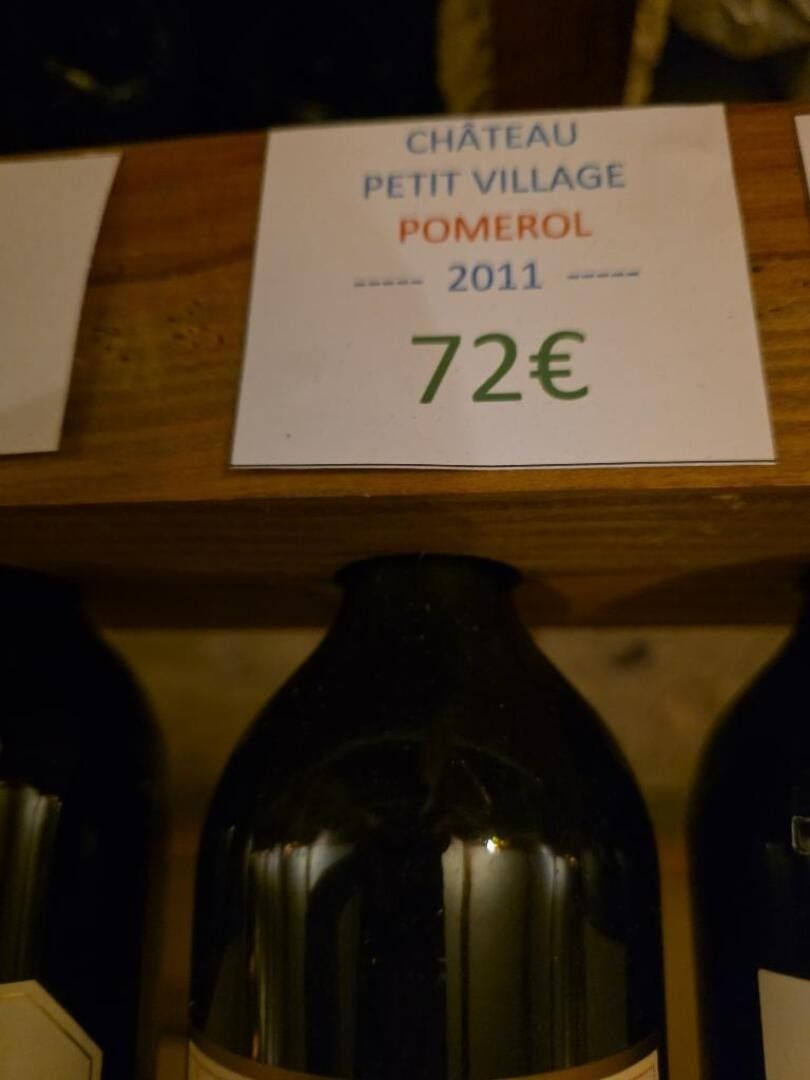 CHÂTEAU
PETIT VILLAGE
POMEROL
----- 2011 -----
72€